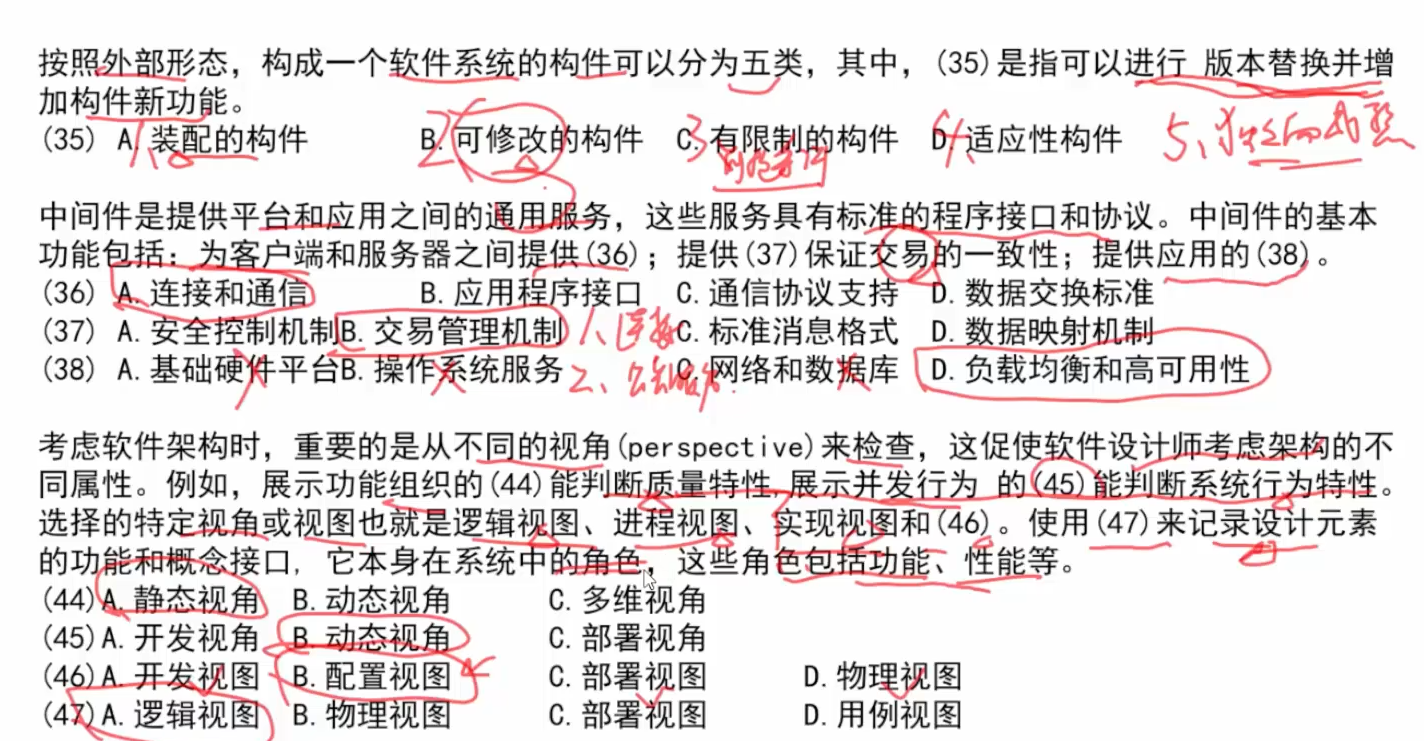 按照外部形态，构成一个软件系统的构件可以分为五类，其中，(35)是指可以进行 版本替换并增
加构件新功能。
(35) A.装配的构件 B.可修改的构件 C.有限制的构件 D.适应性构件
中间件是提供平台和应用之间的通用服务，这些服务具有标准的程序接口和协议。中间件的基本
功能包括：为客户端和服务器之间提供(36)；提供(37)保证交易的一致性；提供应用的(38)。
(36) A.连接和通信 B.应用程序接口 C.通信协议支持 D.数据交换标准
(37) A.安全控制机制B.交易管理机制 1、连接 C.标准消息格式 D.数据映射机制
(38) A.基础硬件平台B.操作系统服务 2、 C.网络和数据库 D.负载均衡和高可用性
考虑软件架构时，重要的是从不同的视角(perspective)来检查，这促使软件设计师考虑架构的不
同属性。例如，展示功能组织的(44)能判断质量特性,展示并发行为 的(45)能判断系统行为特性。
选择的特定视角或视图也就是逻辑视图、进程视图、实现视图和(46)。使用(47)来记录设计元素
的功能和概念接口，它本身在系统中的角色，这些角色包括功能、性能等。
(44)A.静态视角 B.动态视角 C.多维视角
(45)A.开发视角 B.动态视角 C.部署视角
(46)A.开发视图 B.配置视图 C.部署视图 D.物理视图
(47)A.逻辑视图 B.物理视图 C.部署视图 D.用例视图